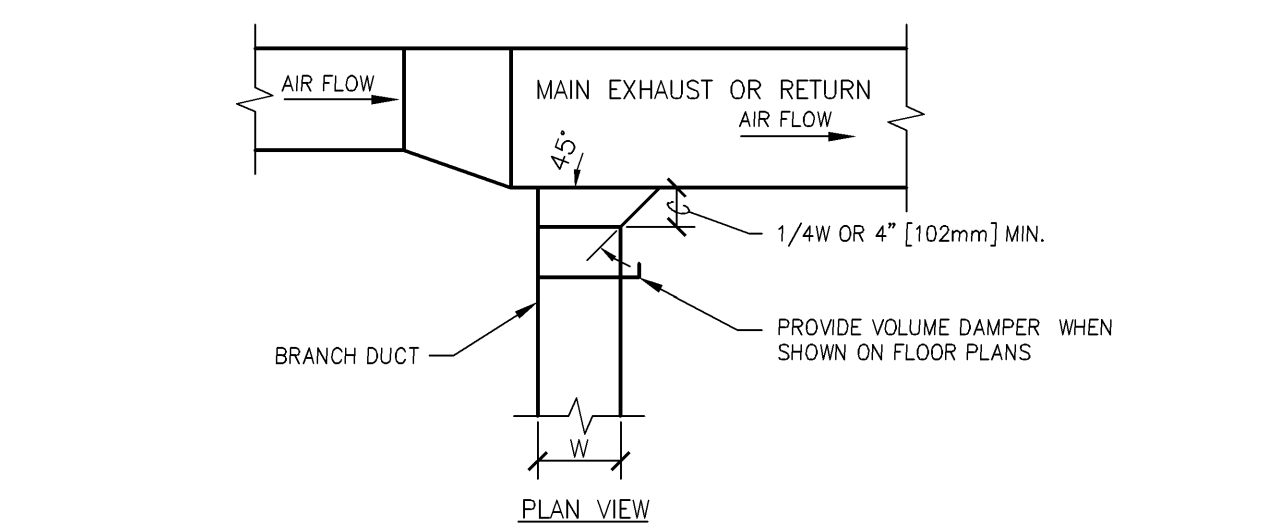 AIR FLOW
MAIN EXHAUST OR RETURN
AIR FLOW
45°
C
1/4W OR 4" [102mm] MIN.
PROVIDE VOLUME DAMPER WHEN
SHOWN ON FLOOR PLANS
BRANCH DUCT
W
PLAN VIEW